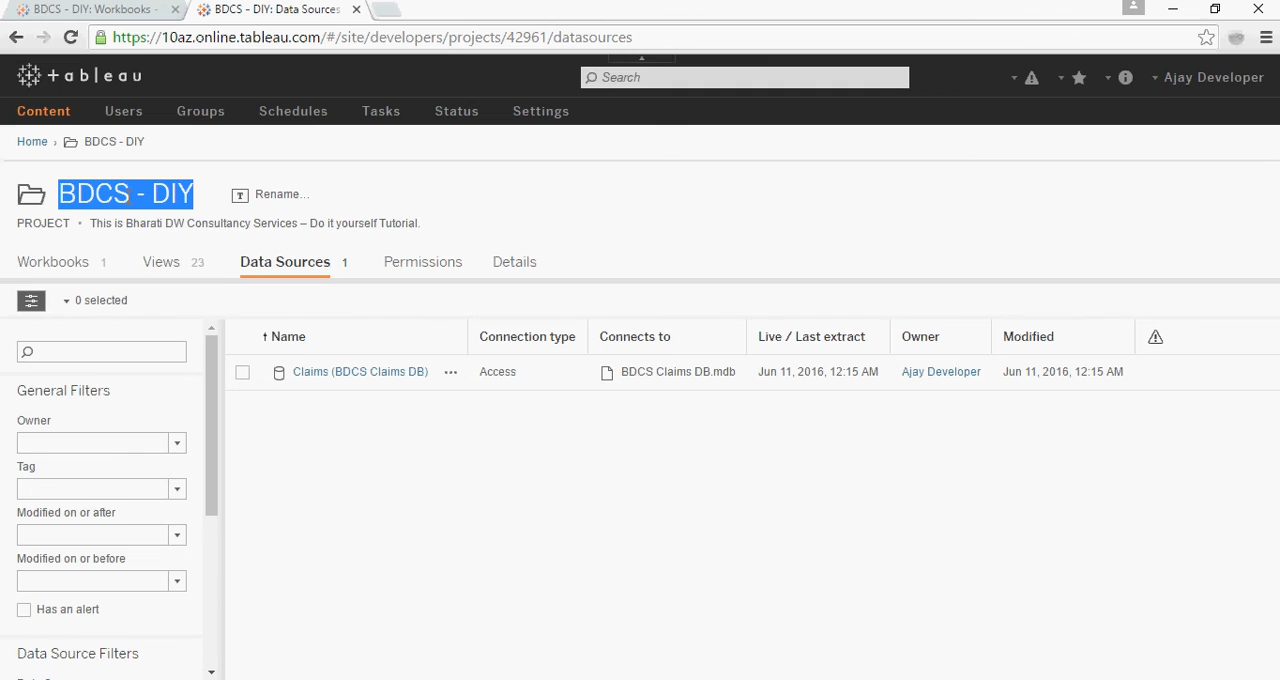 BDCS - DIY: Workbooks -
BDCS - DIY: Data Sources
https://10az.online.tableau.com/#/site/developers/projects/42961/datasources
+ a b l e a u
Search
Ajay Developer
Content Users Groups Schedules Tasks Status Settings
Home › BDCS - DIY
BDCS - DIY Rename...
PROJECT • This is Bharati DW Consultancy Services – Do it yourself Tutorial.
Workbooks 1 Views 23 Data Sources 1 Permissions Details
0 selected
↑ Name Connection type Connects to Live / Last extract Owner Modified
Claims (BDCS Claims DB) ... Access BDCS Claims DB.mdb Jun 11, 2016, 12:15 AM Ajay Developer Jun 11, 2016, 12:15 AM
General Filters
Owner
Tag
Modified on or after
Modified on or before
Has an alert
Data Source Filters